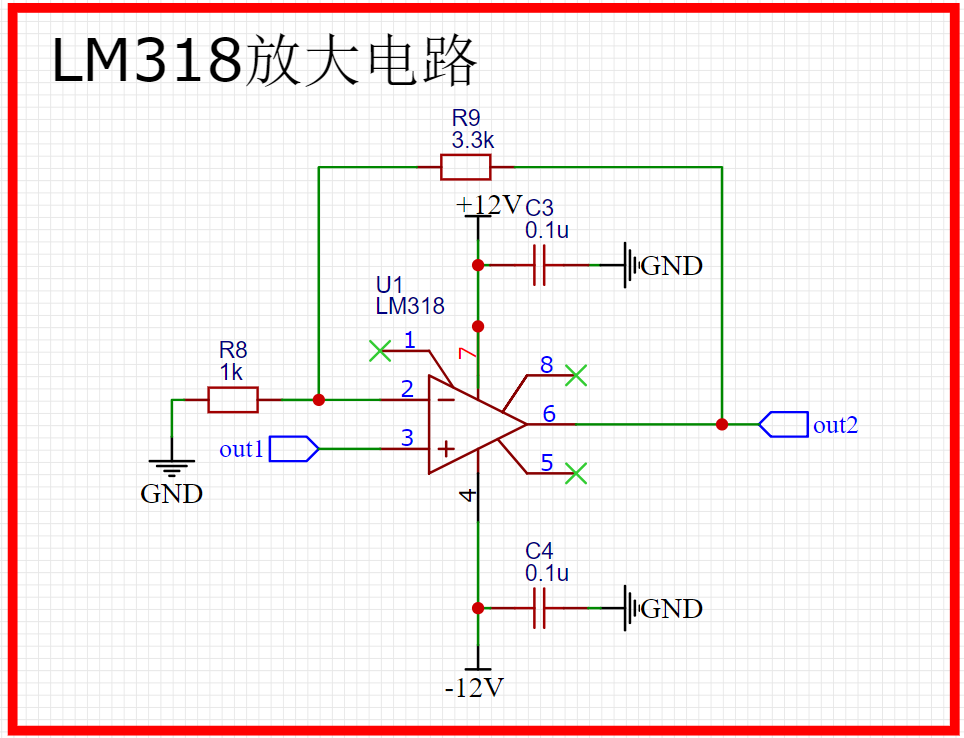 LM318放大电路
R9
3.3k
+12V
C3
0.1u
GND
U1
LM318
1
7
R8
1k
2
8
6
out2
out1
3
5
GND
4
C4
0.1u
GND
-12V